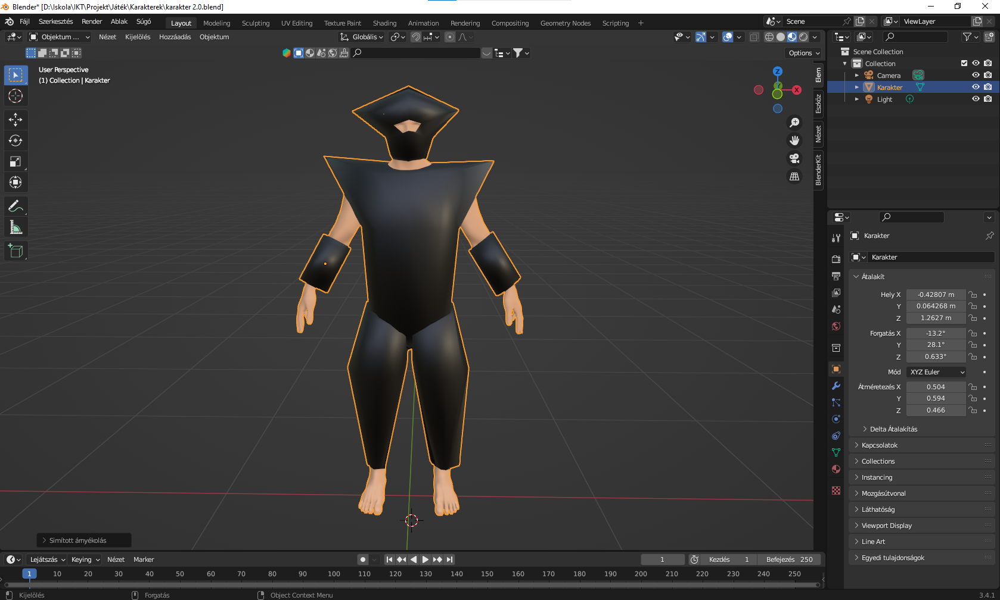 Blender* [D:\Iskola\IKT\Projekt\Játék\Karakterek\karakter 2.0.blend]
Fájl Szerkesztés Render Ablak Súgó Layout Modeling Sculpting UV Editing Texture Paint Shading Animation Rendering Compositing Geometry Nodes Scripting + Scene ViewLayer
Objektum ... Nézet Kijelölés Hozzáadás Objektum Globális
Options
User Perspective
(1) Collection | Karakter
Z
Y
X
Elem
Eszköz
Nézet
BlenderKit
Scene Collection
Collection
Camera
Karakter
Light
Karakter
Karakter
Átalakít
Hely X -0.42807 m
Y 0.064268 m
Z 1.2627 m
Forgatás X -13.2°
Y 28.1°
Z 0.633°
Mód XYZ Euler
Átméretezés X 0.504
Y 0.594
Z 0.466
Delta Átalakítás
Kapcsolatok
Collections
Instancing
Mozgásútvonal
Láthatóság
Viewport Display
Line Art
Egyedi tulajdonságok
Simított árnyékolás
Lejátszás Keying Nézet Marker 1 Kezdés 1 Befejezés 250
1 10 20 30 40 50 60 70 80 90 100 110 120 130 140 150 160 170 180 190 200 210 220 230 240 250
Kijelölés Forgatás Object Context Menu 3.4.1